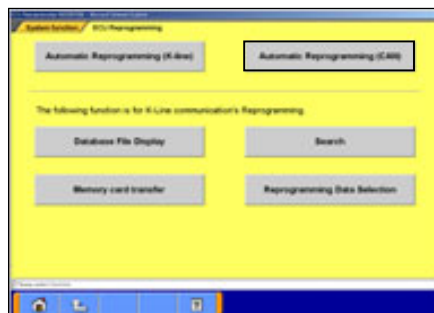 System function / ECU Reprogramming
Automatic Reprogramming (K-line)
Automatic Reprogramming (CAN)
The following function is for K-Line communication's Reprogramming.
Database File Display
Search
Memory card transfer
Reprogramming Data Selection